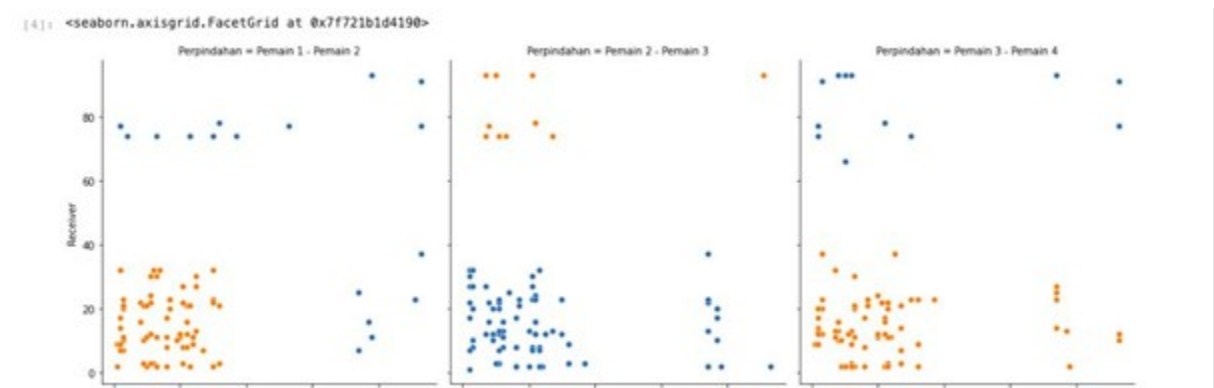 [4]: <seaborn.axisgrid.FacetGrid at 0x7f721b1d4190>
Perpindahan = Pemain 1 - Pemain 2
Perpindahan = Pemain 2 - Pemain 3
Perpindahan = Pemain 3 - Pemain 4
80
60
40
20
0
Receiver